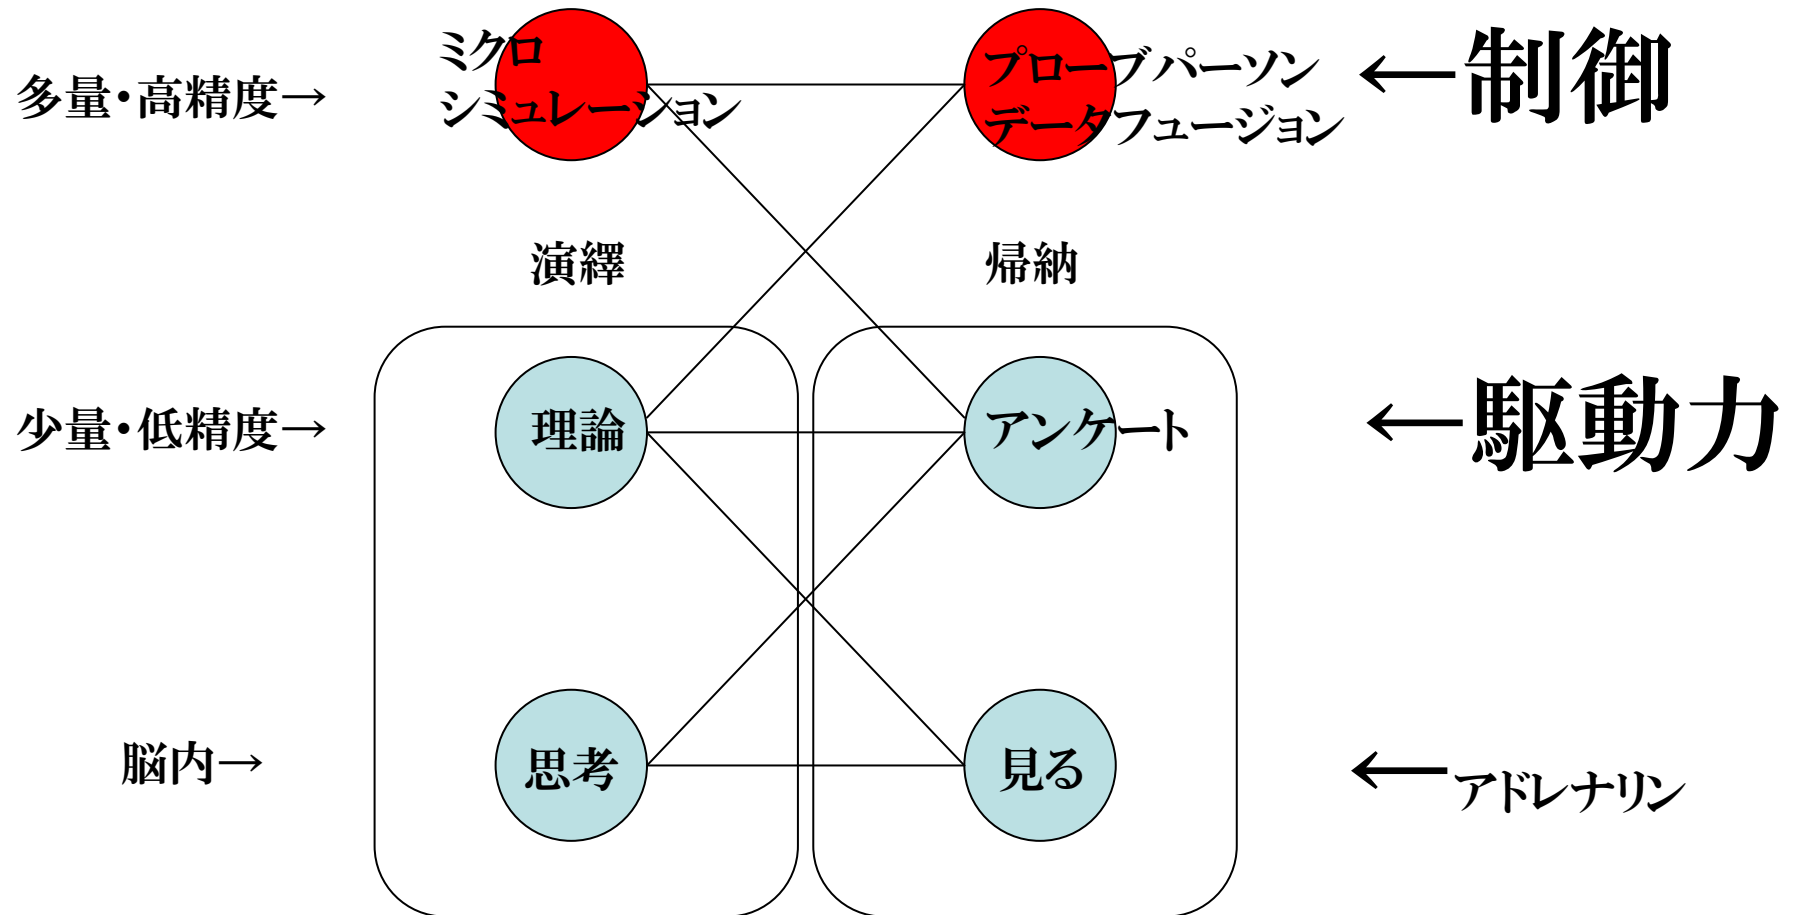 ミクロ
シミュレーション
プローブパーソン
データフュージョン
←制御
多量・高精度→
演繹
帰納
少量・低精度→
理論
アンケート
←駆動力
脳内→
思考
見る
←アドレナリン